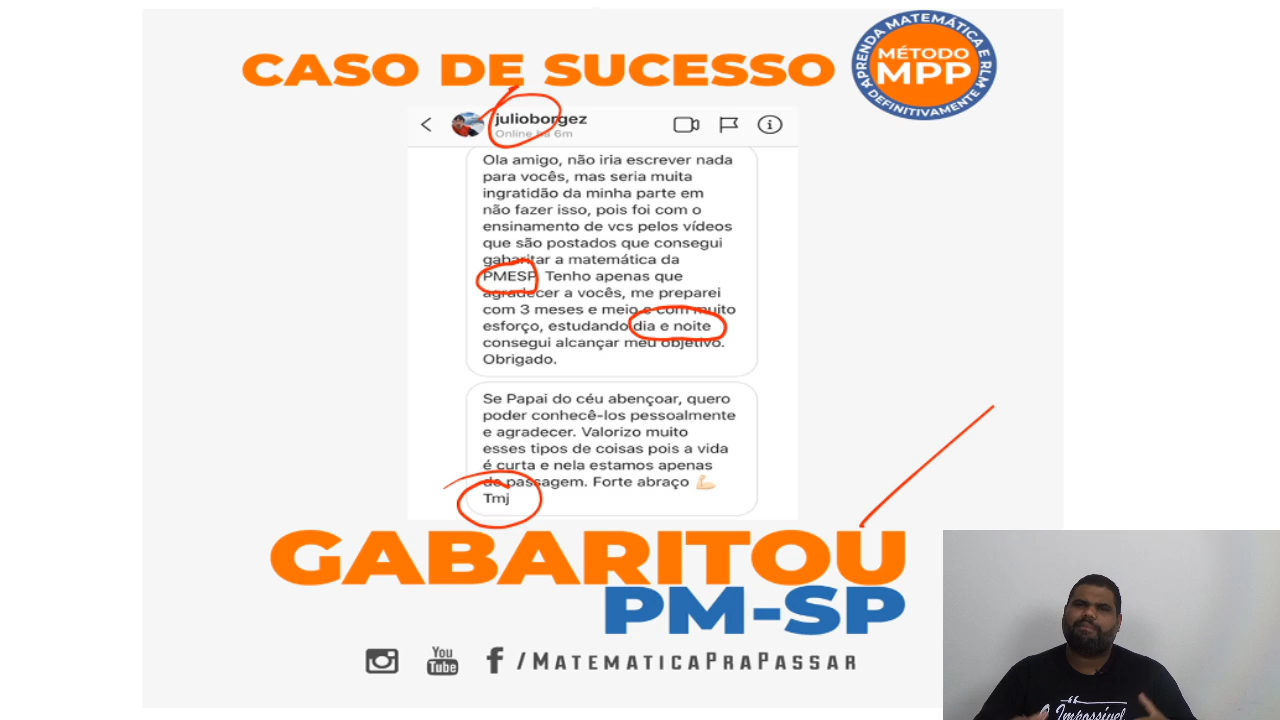 CASO DE SUCESSO
APRENDA MATEMÁTICA E RLM
MÉTODO
MPP
DEFINITIVAMENTE
julioborgez
Online há 6m
Ola amigo, não iria escrever nada
para vocês, mas seria muita
ingratidão da minha parte em
não fazer isso, pois foi com o
ensinamento de vcs pelos vídeos
que são postados que consegui
gabaritar a matemática da
PMESP. Tenho apenas que
agradecer a vocês, me preparei
com 3 meses e meio e com muito
esforço, estudando dia e noite
consegui alcançar meu objetivo.
Obrigado.
Se Papai do céu abençoar, quero
poder conhecê-los pessoalmente
e agradecer. Valorizo muito
esses tipos de coisas pois a vida
é curta e nela estamos apenas
de passagem. Forte abraço 💪🏻
Tmj
GABARITOU
PM-SP
You
Tube
f /MATEMATICAPRAPASSAR
O Impossível